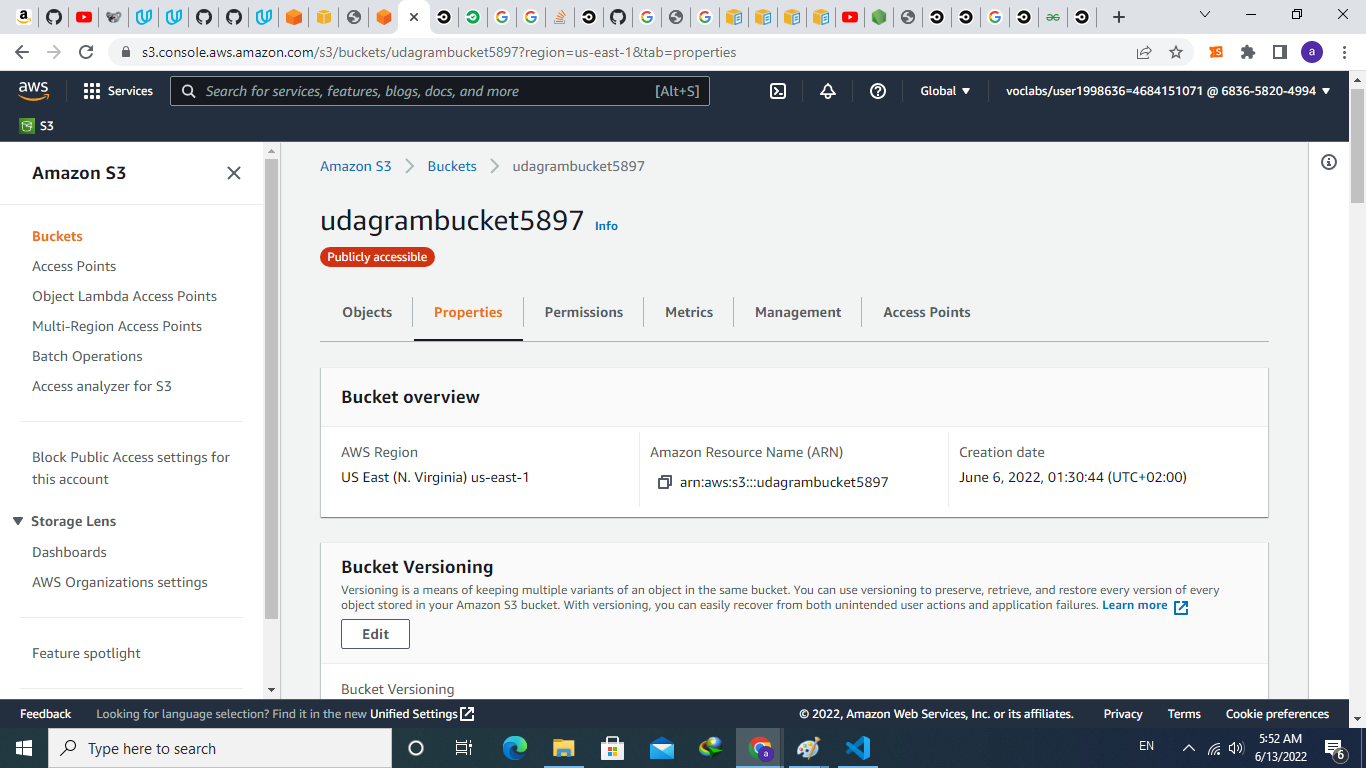 s3.console.aws.amazon.com/s3/buckets/udagrambucket5897?region=us-east-1&tab=properties
a
aws
Services
Search for services, features, blogs, docs, and more
[Alt+S]
Global
voclabs/user1998636=4684151071 @ 6836-5820-4994
S3
Amazon S3
Buckets
Access Points
Object Lambda Access Points
Multi-Region Access Points
Batch Operations
Access analyzer for S3
Block Public Access settings for
this account
Storage Lens
Dashboards
AWS Organizations settings
Feature spotlight
Amazon S3
Buckets
udagrambucket5897
udagrambucket5897 Info
Publicly accessible
Objects
Properties
Permissions
Metrics
Management
Access Points
Bucket overview
AWS Region
US East (N. Virginia) us-east-1
Amazon Resource Name (ARN)
arn:aws:s3:::udagrambucket5897
Creation date
June 6, 2022, 01:30:44 (UTC+02:00)
Bucket Versioning
Versioning is a means of keeping multiple variants of an object in the same bucket. You can use versioning to preserve, retrieve, and restore every version of every
object stored in your Amazon S3 bucket. With versioning, you can easily recover from both unintended user actions and application failures. Learn more
Edit
Bucket Versioning
Feedback
Looking for language selection? Find it in the new Unified Settings
© 2022, Amazon Web Services, Inc. or its affiliates.
Privacy
Terms
Cookie preferences
Type here to search
EN
5:52 AM
6/13/2022
6